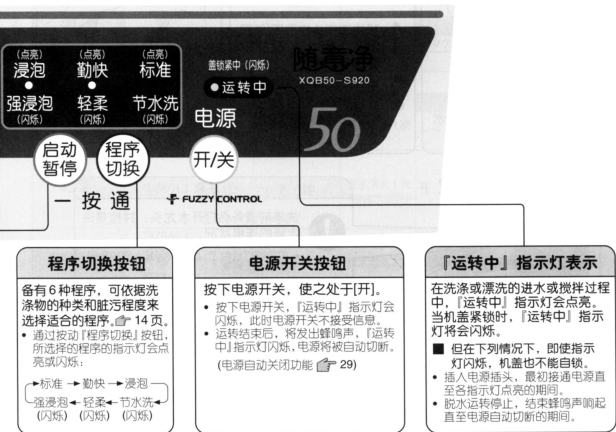 (点亮) (点亮) (点亮)
浸泡 勤快 标准
强浸泡 轻柔 节水洗
(闪烁) (闪烁) (闪烁)
盖锁紧中 (闪烁)
运转中
随意净
XQB50-S920
50
电源
启动
暂停
程序
切换
开/关
一按通
FUZZY CONTROL
程序切换按钮
备有6种程序，可依据洗
涤物的种类和脏污程度来
选择适合的程序。☞ 14 页。
• 通过按动『程序切换』按钮，
所选择的程序的指示灯会点
亮或闪烁：
标准 → 勤快 → 浸泡
强浸泡 ← 轻柔 ← 节水洗
(闪烁) (闪烁) (闪烁)
电源开关按钮
按下电源开关，使之处于[开]。
• 按下电源开关，『运转中』指示灯会
闪烁，此时电源开关不接受信息。
• 运转结束后，将发出蜂鸣声，『运转
中』指示灯闪烁，电源将被自动切断。
(电源自动关闭功能 ☞ 29)
『运转中』指示灯表示
在洗涤或漂洗的进水或搅拌过程
中，『运转中』指示灯会点亮。
当机盖紧锁时，『运转中』指示
灯将会闪烁。
■ 但在下列情况下，即使指示
灯闪烁，机盖也不能自锁。
• 插入电源插头，最初接通电源直
至各指示灯点亮的期间。
• 脱水运转停止，结束蜂鸣声响起
直至电源自动切断的期间。